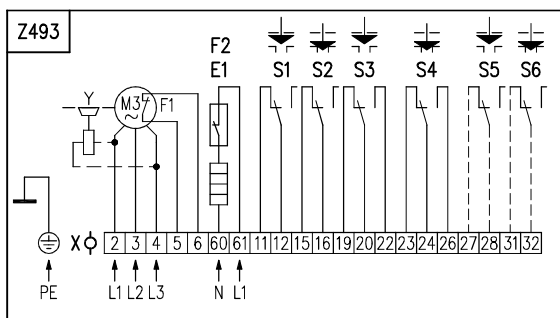 Z493
F2
E1 S1 S2 S3 S4 S5 S6
Y
M3 F1
~
X 2 3 4 5 6 60 61 11 12 15 16 19 20 22 23 24 26 27 28 31 32
PE L1 L2 L3 N L1